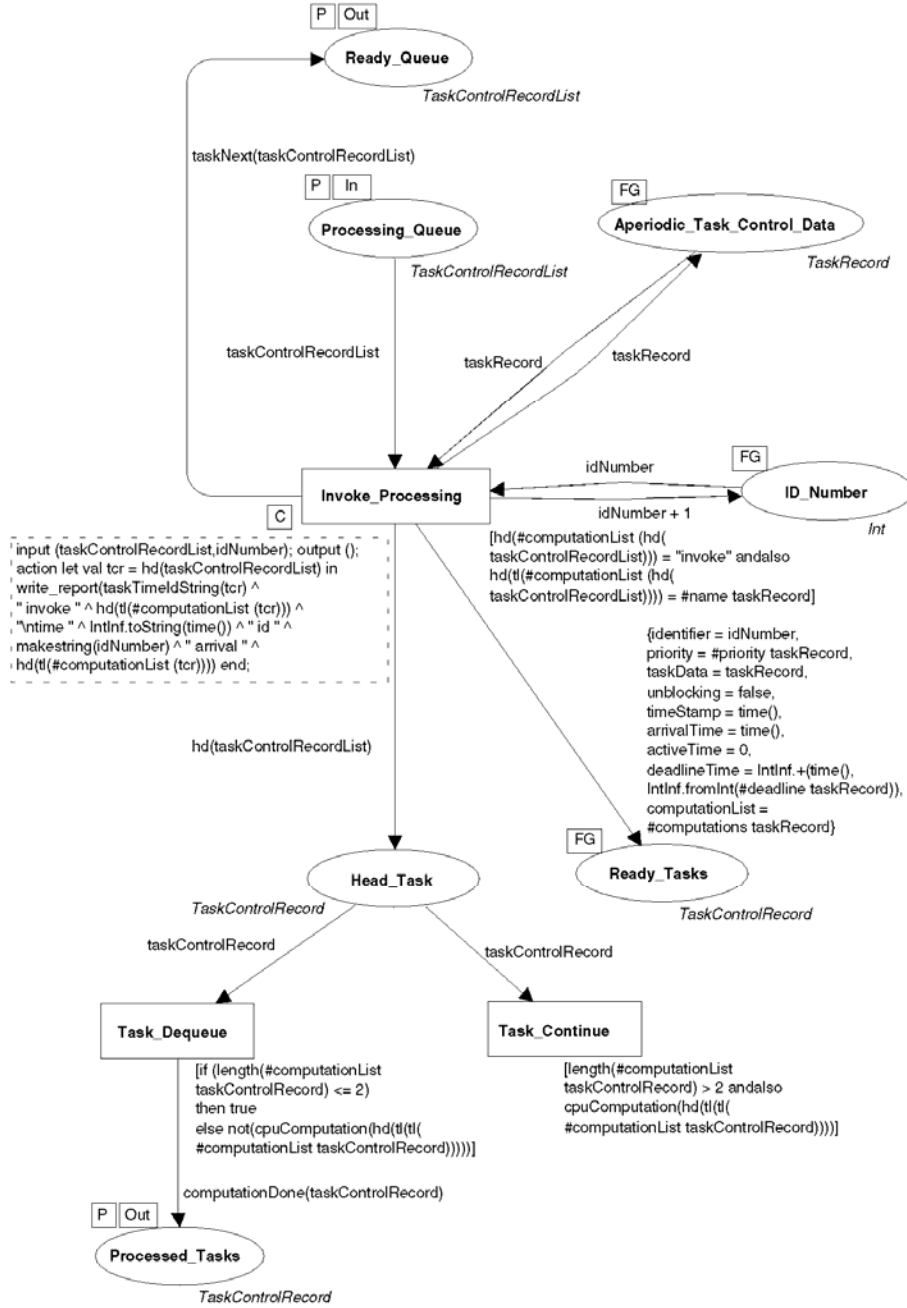 P Out
Ready_Queue
TaskControlRecordList
taskNext(taskControlRecordList)
P In
Processing_Queue
TaskControlRecordList
FG
Aperiodic_Task_Control_Data
TaskRecord
taskControlRecordList
taskRecord
taskRecord
Invoke_Processing
C
idNumber
idNumber + 1
FG
ID_Number
Int
[hd(#computationList (hd(
taskControlRecordList))) = "invoke" andalso
hd(tl(#computationList (hd(
taskControlRecordList)))) = #name taskRecord]
input (taskControlRecordList,idNumber); output ();
action let val tcr = hd(taskControlRecordList) in
write_report(taskTimeIdString(tcr) ^
" invoke " ^ hd(tl(#computationList (tcr))) ^
"\ntime " ^ IntInf.toString(time()) ^ " id " ^
makestring(idNumber) ^ " arrival " ^
hd(tl(#computationList (tcr)))) end;
{identifier = idNumber,
priority = #priority taskRecord,
taskData = taskRecord,
unblocking = false,
timeStamp = time(),
arrivalTime = time(),
activeTime = 0,
deadlineTime = IntInf.+(time(),
IntInf.fromInt(#deadline taskRecord)),
computationList =
#computations taskRecord}
hd(taskControlRecordList)
Head_Task
TaskControlRecord
FG
Ready_Tasks
TaskControlRecord
taskControlRecord
taskControlRecord
Task_Dequeue
[if (length(#computationList
taskControlRecord) <= 2)
then true
else not(cpuComputation(hd(tl(tl(
#computationList taskControlRecord)))))]
Task_Continue
[length(#computationList
taskControlRecord) > 2 andalso
cpuComputation(hd(tl(tl(
#computationList taskControlRecord))))]
computationDone(taskControlRecord)
P Out
Processed_Tasks
TaskControlRecord